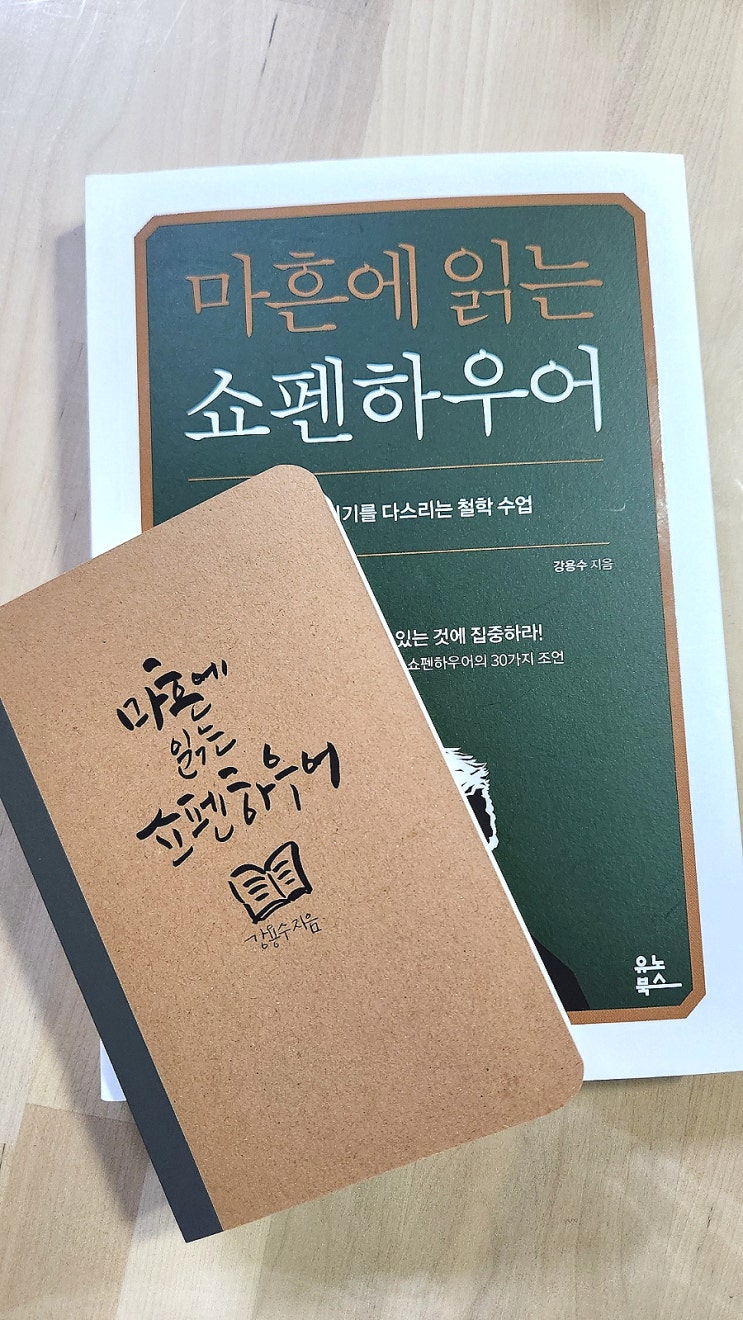 마흔에 읽는
쇼펜하우어
기를 다스리는 철학 수업
강용수 지음
있는 것에 집중하라!
쇼펜하우어의 30가지 조언
유노
북스
마흔에
읽는
쇼펜하우어
강용수 지음